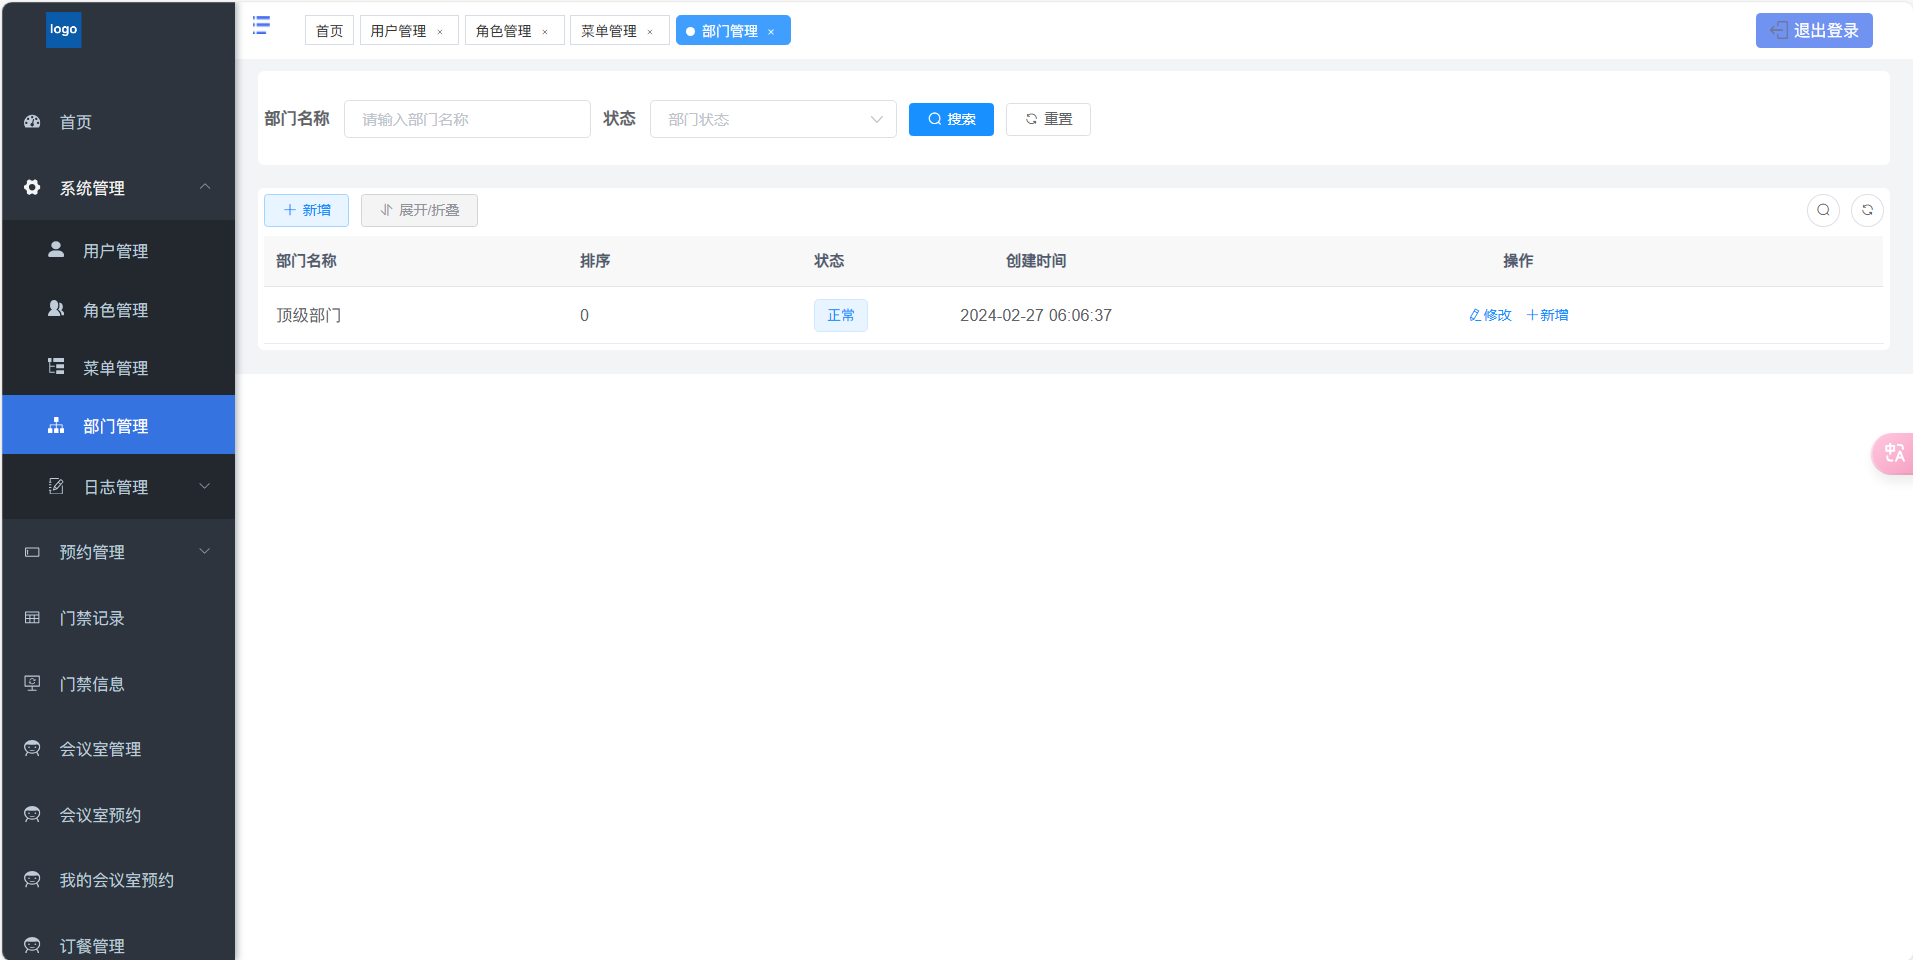 logo
首页
系统管理
用户管理
角色管理
菜单管理
部门管理
日志管理
预约管理
门禁记录
门禁信息
会议室管理
会议室预约
我的会议室预约
订餐管理
首页 用户管理 × 角色管理 × 菜单管理 × 部门管理 × 退出登录
部门名称 请输入部门名称 状态 部门状态 搜索 重置
新增 展开/折叠
部门名称 排序 状态 创建时间 操作
顶级部门 0 正常 2024-02-27 06:06:37 修改 新增
中A